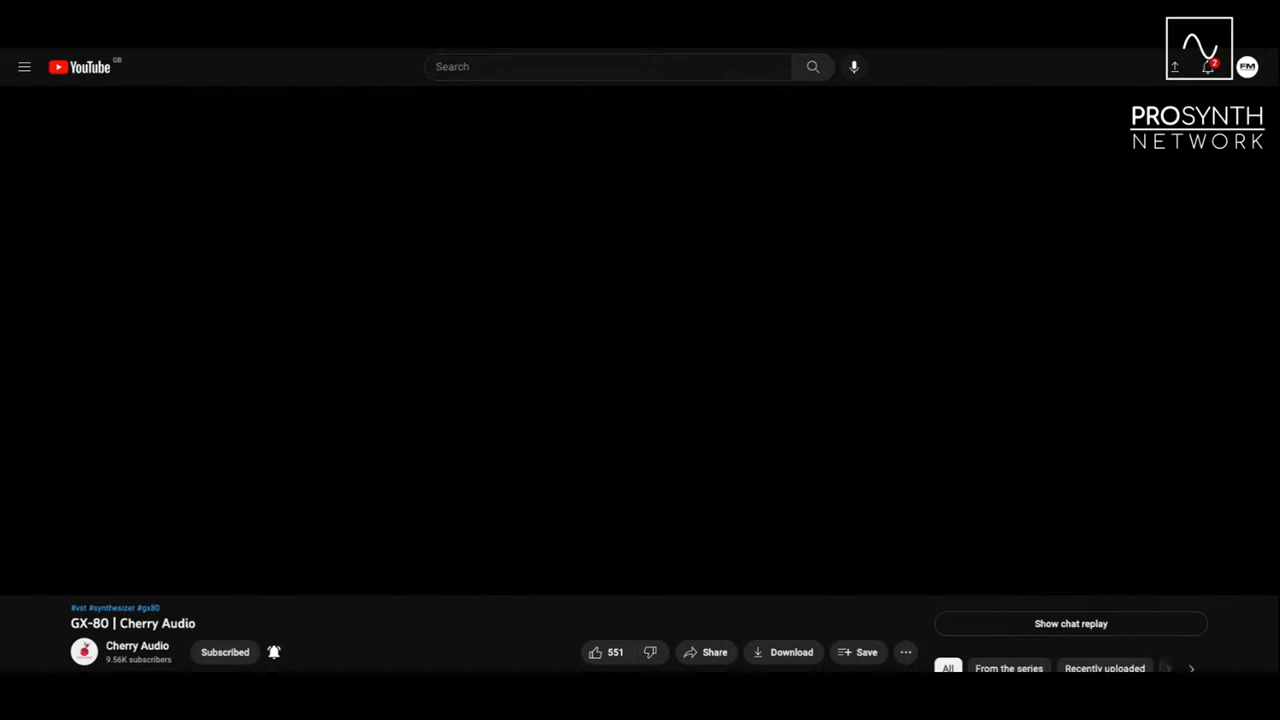 YouTube GB
Search
2
FM
PROSYNTH
NETWORK
#vst #synthesizer #gx80
GX-80 | Cherry Audio
Cherry Audio
9.56K subscribers
Subscribed
551
Share
Download
Save
Show chat replay
All
From the series
Recently uploaded